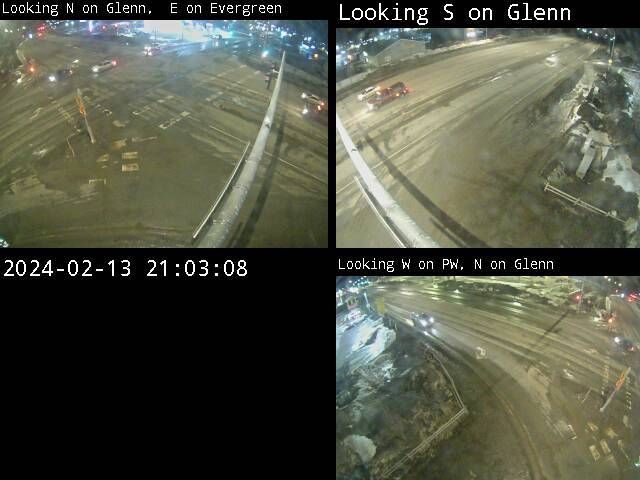 Looking N on Glenn,  E on Evergreen
Looking S on Glenn
2024-02-13 21:03:08
Looking W on PW, N on Glenn